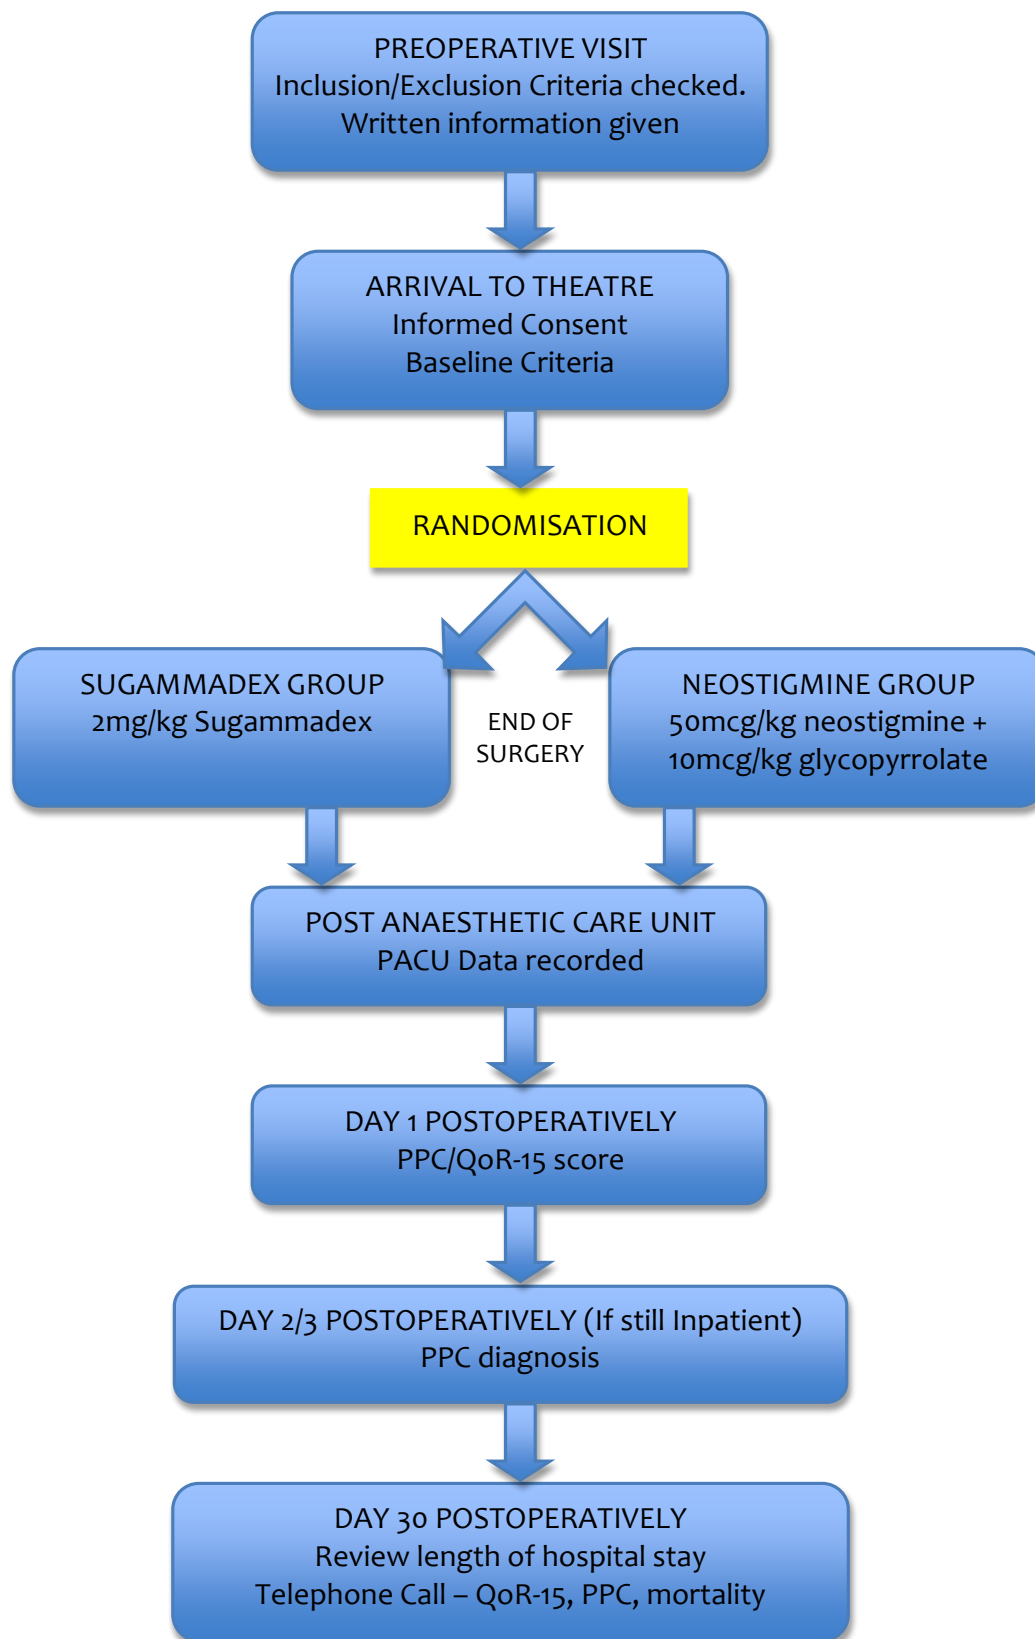 PREOPERATIVE VISIT
Inclusion/Exclusion Criteria checked.
Written information given
ARRIVAL TO THEATRE
Informed Consent
Baseline Criteria
RANDOMISATION
SUGAMMADEX GROUP
2mg/kg Sugammadex
END OF
SURGERY
NEOSTIGMINE GROUP
50mcg/kg neostigmine +
10mcg/kg glycopyrrolate
POST ANAESTHETIC CARE UNIT
PACU Data recorded
DAY 1 POSTOPERATIVELY
PPC/QoR-15 score
DAY 2/3 POSTOPERATIVELY (If still Inpatient)
PPC diagnosis
DAY 30 POSTOPERATIVELY
Review length of hospital stay
Telephone Call – QoR-15, PPC, mortality